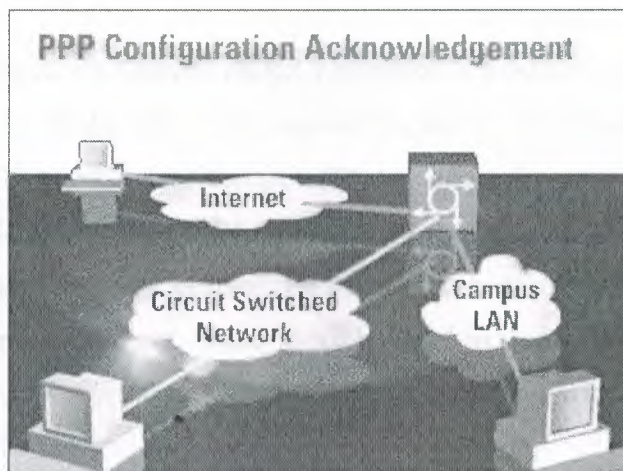 PPP Configuration Acknowledgement
Internet
Circuit Switched
Network
Campus
LAN